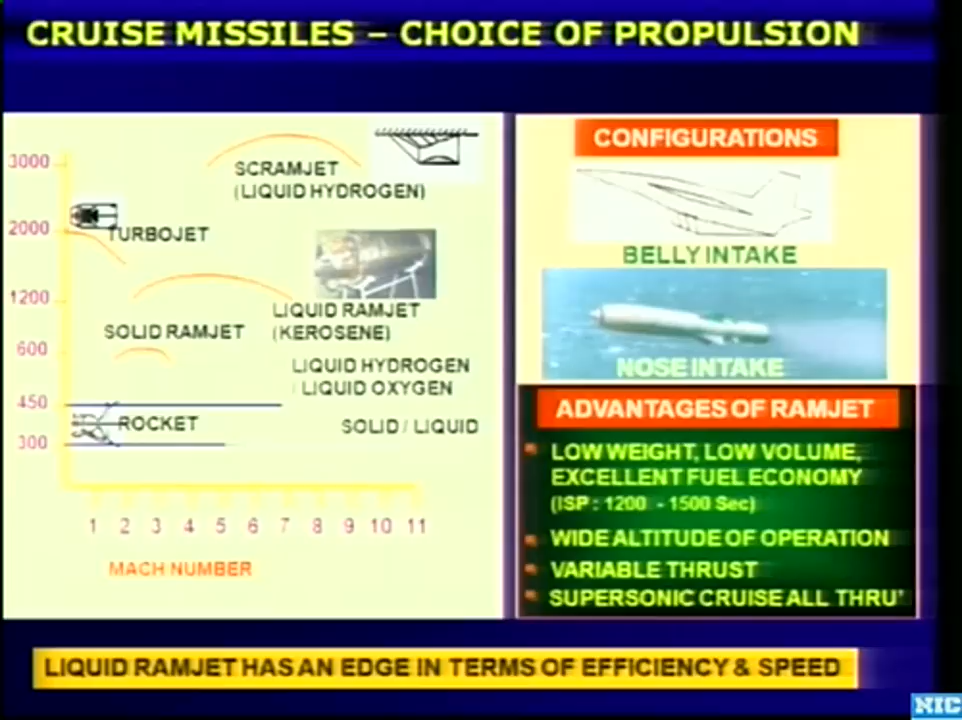 CRUISE MISSILES – CHOICE OF PROPULSION
3000
SCRAMJET
(LIQUID HYDROGEN)
2000
TURBOJET
1200
LIQUID RAMJET
(KEROSENE)
SOLID RAMJET
600
LIQUID HYDROGEN
/ LIQUID OXYGEN
450
ROCKET
SOLID / LIQUID
300
1 2 3 4 5 6 7 8 9 10 11
MACH NUMBER
CONFIGURATIONS
BELLY INTAKE
NOSE INTAKE
ADVANTAGES OF RAMJET
LOW WEIGHT, LOW VOLUME,
EXCELLENT FUEL ECONOMY
(ISP : 1200 - 1500 Sec)
WIDE ALTITUDE OF OPERATION
VARIABLE THRUST
SUPERSONIC CRUISE ALL THRU'
LIQUID RAMJET HAS AN EDGE IN TERMS OF EFFICIENCY & SPEED
NIC